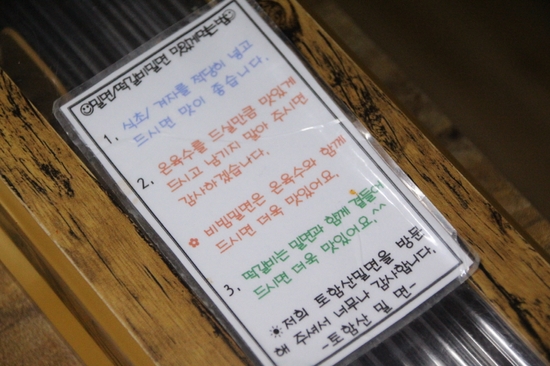 ☺밀면/떡갈비밀면 맛있게먹는법☺
1. 식초/겨자를 적당히 넣고
드시면 맛이 좋습니다.
2. 온육수를 드실만큼 맛있게
드시고 남기지 말아 주시면
감사하겠습니다.
✿ 비빔밀면은 온육수와 함께
드시면 더욱 맛있어요.
3. 떡갈비는 밀면과 함께 곁들여
드시면 더욱 맛있어요.^^
☀저희 토함산밀면을 방문
해 주셔서 너무나 감사합니다.
-토함산 밀 면-